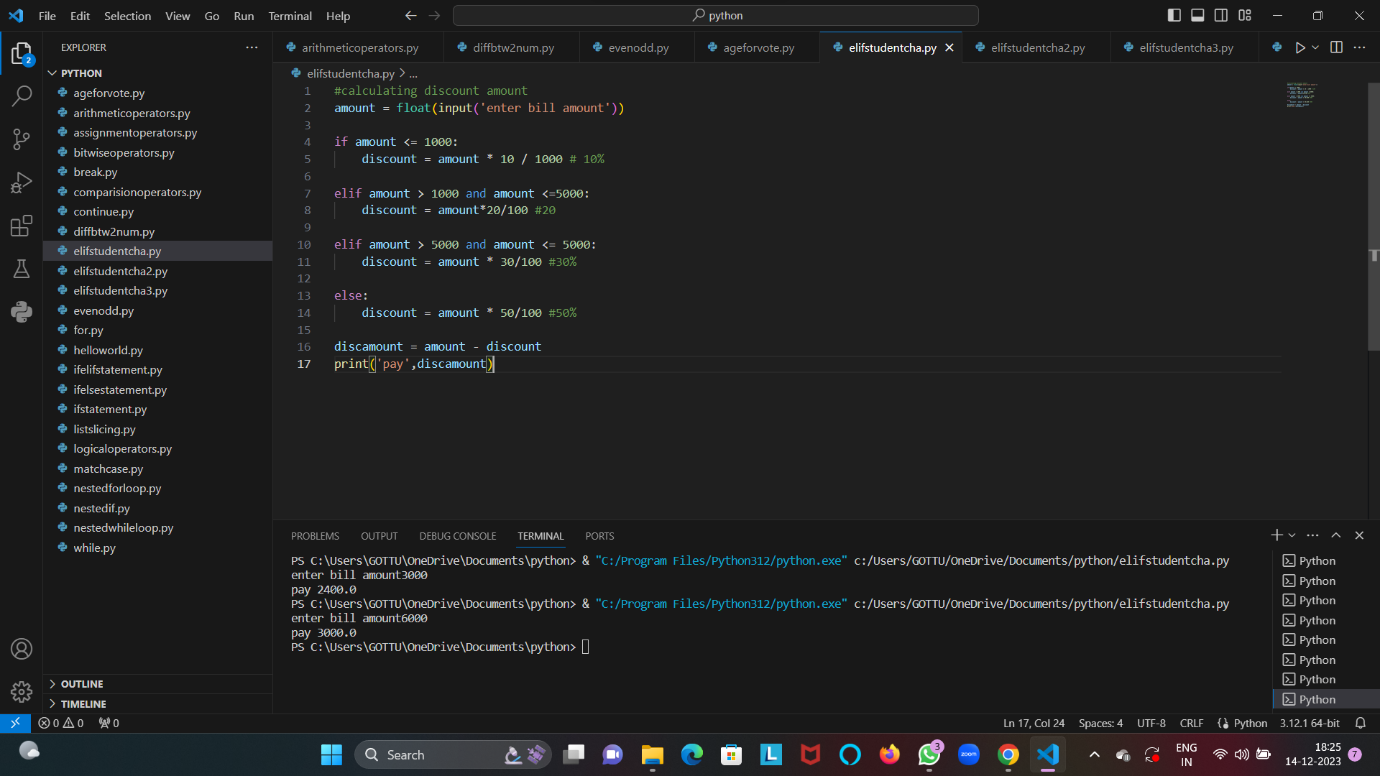 File Edit Selection View Go Run Terminal Help python
EXPLORER
PYTHON
ageforvote.py
arithmeticoperators.py
assignmentoperators.py
bitwiseoperators.py
break.py
comparisionoperators.py
continue.py
diffbtw2num.py
elifstudentcha.py
elifstudentcha2.py
elifstudentcha3.py
evenodd.py
for.py
helloworld.py
ifelifstatement.py
ifelsestatement.py
ifstatement.py
listslicing.py
logicaloperators.py
matchcase.py
nestedforloop.py
nestedif.py
nestedwhileloop.py
while.py
OUTLINE
TIMELINE
arithmeticoperators.py diffbtw2num.py evenodd.py ageforvote.py elifstudentcha.py elifstudentcha2.py elifstudentcha3.py
elifstudentcha.py > ...
1 #calculating discount amount
2 amount = float(input('enter bill amount'))
3
4 if amount <= 1000:
5 discount = amount * 10 / 1000 # 10%
6
7 elif amount > 1000 and amount <=5000:
8 discount = amount*20/100 #20
9
10 elif amount > 5000 and amount <= 5000:
11 discount = amount * 30/100 #30%
12
13 else:
14 discount = amount * 50/100 #50%
15
16 discamount = amount - discount
17 print('pay',discamount)
PROBLEMS OUTPUT DEBUG CONSOLE TERMINAL PORTS
PS C:\Users\GOTTU\OneDrive\Documents\python> & "C:/Program Files/Python312/python.exe" c:/Users/GOTTU/OneDrive/Documents/python/elifstudentcha.py
enter bill amount3000
pay 2400.0
PS C:\Users\GOTTU\OneDrive\Documents\python> & "C:/Program Files/Python312/python.exe" c:/Users/GOTTU/OneDrive/Documents/python/elifstudentcha.py
enter bill amount6000
pay 3000.0
PS C:\Users\GOTTU\OneDrive\Documents\python>
Python
Python
Python
Python
Python
Python
Python
Python
0 0 0 Ln 17, Col 24 Spaces: 4 UTF-8 CRLF Python 3.12.1 64-bit
Search ENG IN 18:25
14-12-2023